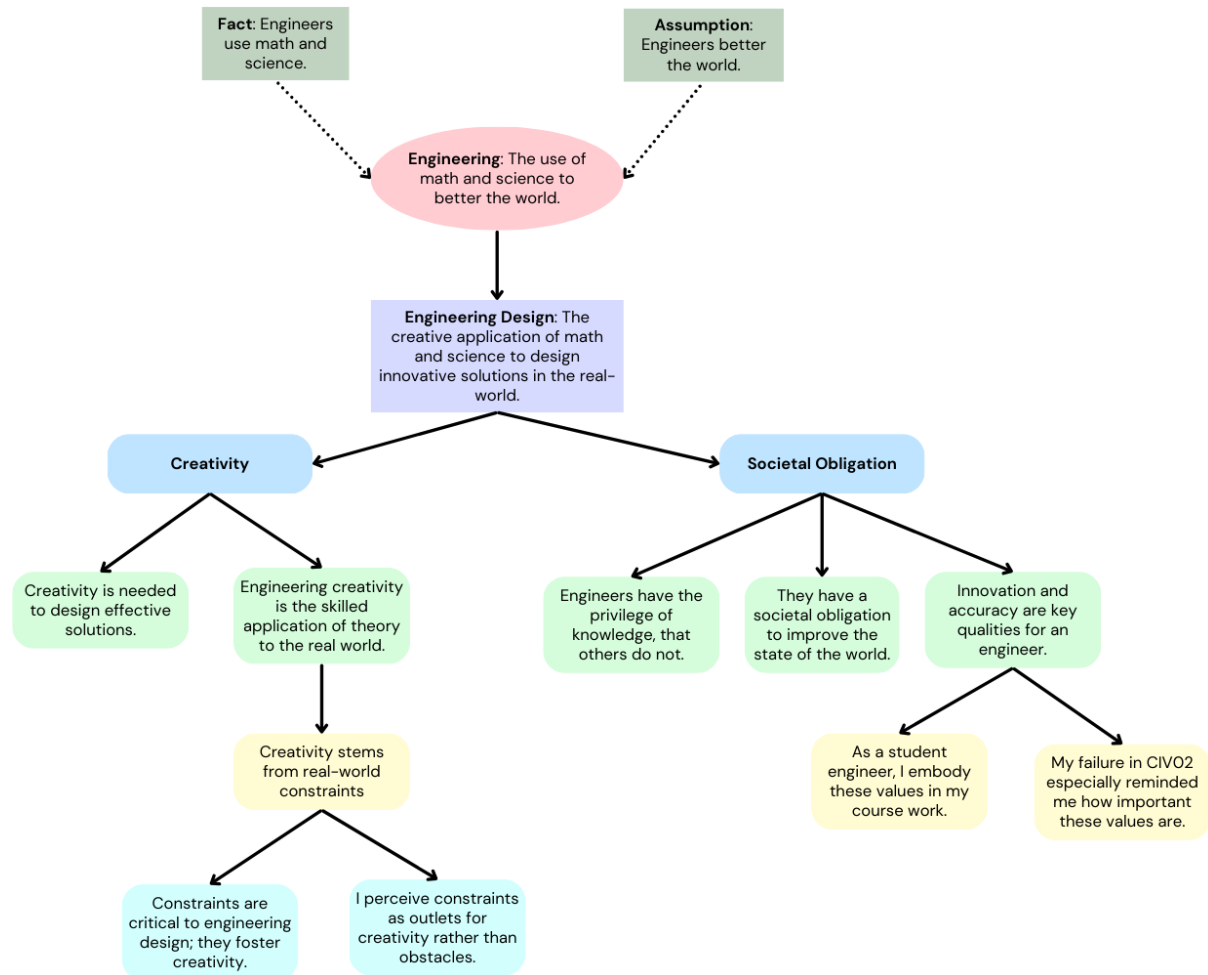 Fact: Engineers
use math and
science.
Assumption:
Engineers better
the world.
Engineering: The use of
math and science to
better the world.
Engineering Design: The
creative application of math
and science to design
innovative solutions in the real-
world.
Creativity
Societal Obligation
Creativity is needed
to design effective
solutions.
Engineering creativity
is the skilled
application of theory
to the real world.
Engineers have the
privilege of
knowledge, that
others do not.
They have a
societal obligation
to improve the
state of the world.
Innovation and
accuracy are key
qualities for an
engineer.
Creativity stems
from real-world
constraints
As a student
engineer, I embody
these values in my
course work.
My failure in CIV02
especially reminded
me how important
these values are.
Constraints are
critical to engineering
design; they foster
creativity.
I perceive constraints
as outlets for
creativity rather than
obstacles.